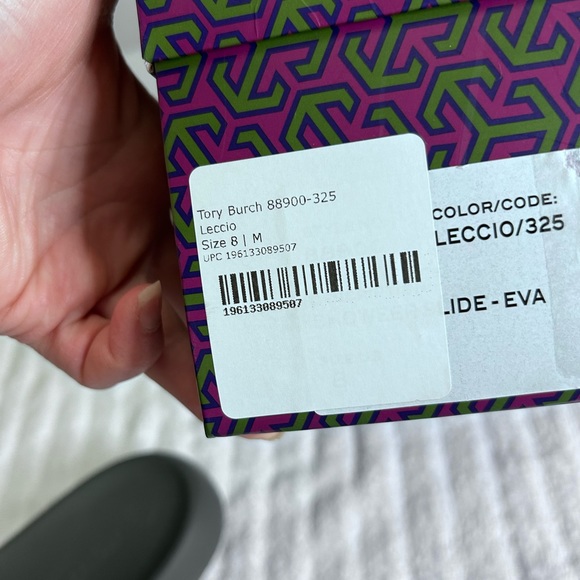 Tory Burch 88900-325
Leccio
Size 8 | M
UPC 196133089507
196133089507
COLOR/CODE:
LECCIO/325
LIDE - EVA